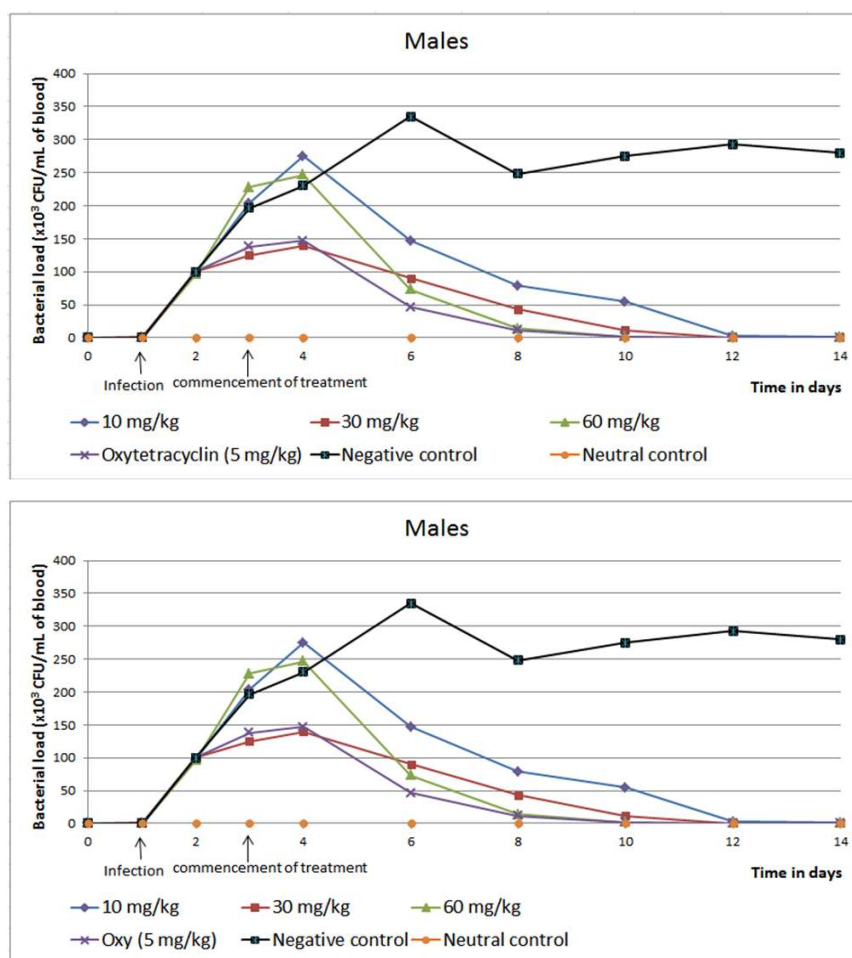 Males
Bacterial load (x10³ CFU/mL of blood)
400
350
300
250
200
150
100
50
0
0 2 4 6 8 10 12 14
Infection commencement of treatment
Time in days
10 mg/kg 30 mg/kg 60 mg/kg
Oxytetracyclin (5 mg/kg) Negative control Neutral control
Males
Bacterial load (x10³ CFU/mL of blood)
400
350
300
250
200
150
100
50
0
0 2 4 6 8 10 12 14
Infection commencement of treatment
Time in days
10 mg/kg 30 mg/kg 60 mg/kg
Oxy (5 mg/kg) Negative control Neutral control